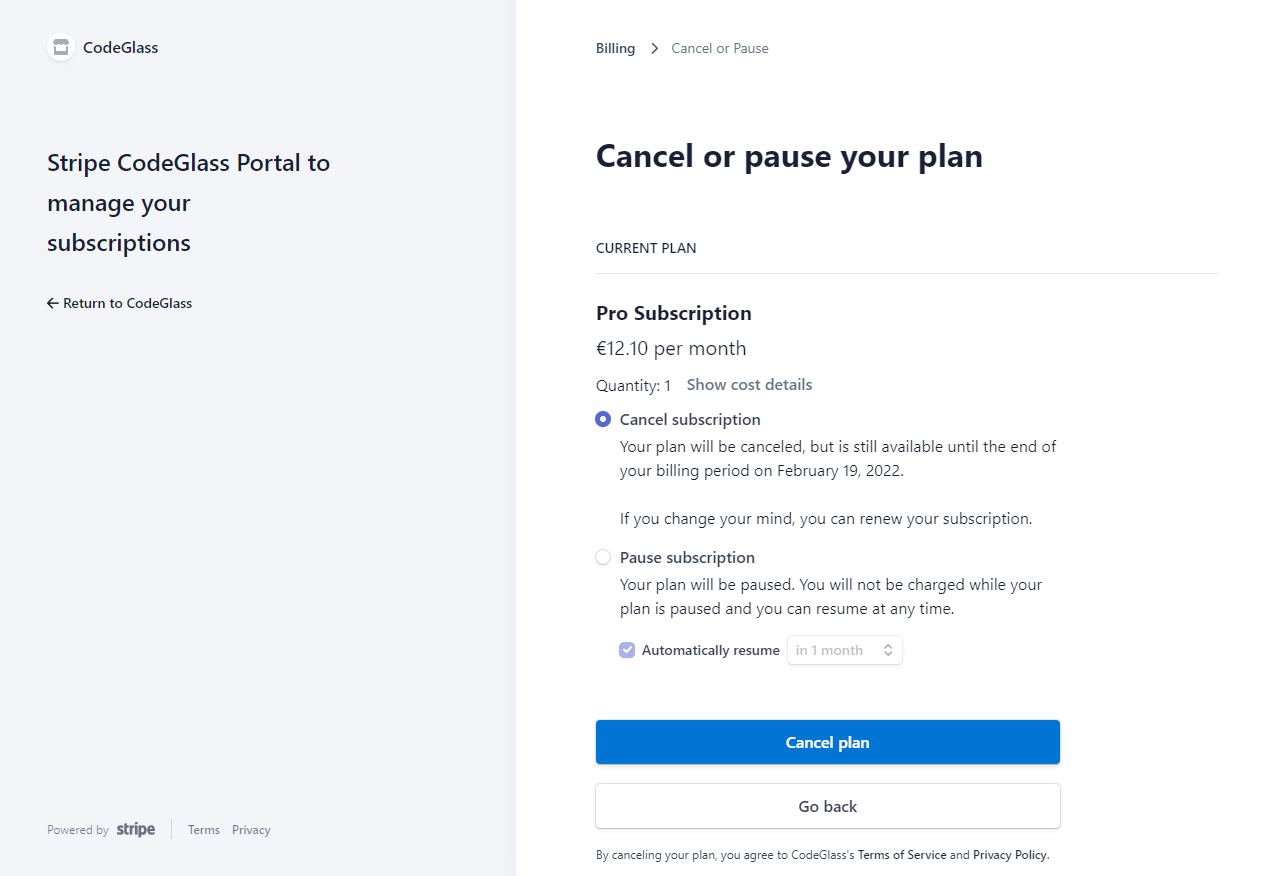 CodeGlass
Stripe CodeGlass Portal to
manage your
subscriptions
Return to CodeGlass
Powered by stripe
Terms
Privacy
Billing
Cancel or Pause
Cancel or pause your plan
CURRENT PLAN
Pro Subscription
€12.10 per month
Quantity: 1 Show cost details
Cancel subscription
Your plan will be canceled, but is still available until the end of
your billing period on February 19, 2022.
If you change your mind, you can renew your subscription.
Pause subscription
Your plan will be paused. You will not be charged while your
plan is paused and you can resume at any time.
Automatically resume in 1 month
Cancel plan
Go back
By canceling your plan, you agree to CodeGlass's Terms of Service and Privacy Policy.